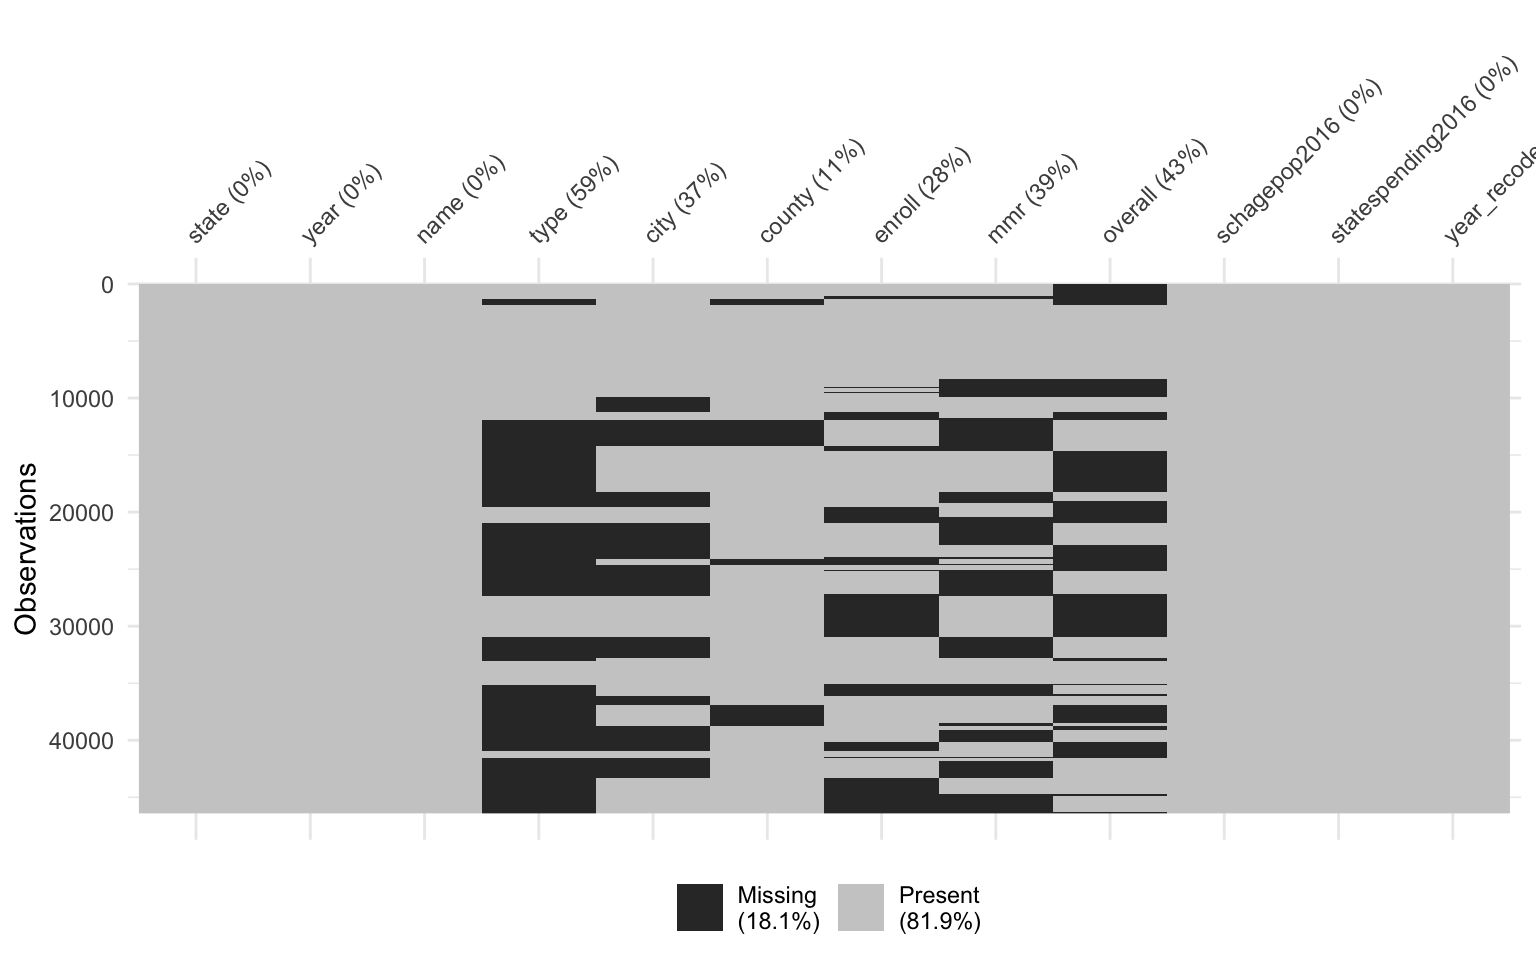 state (0%)
year (0%)
name (0%)
type (59%)
city (37%)
county (11%)
enroll (28%)
mmr (39%)
overall (43%)
schagepop2016 (0%)
statespending2016 (0%)
year_recode
0
10000
20000
30000
40000
Observations
Missing
(18.1%)
Present
(81.9%)